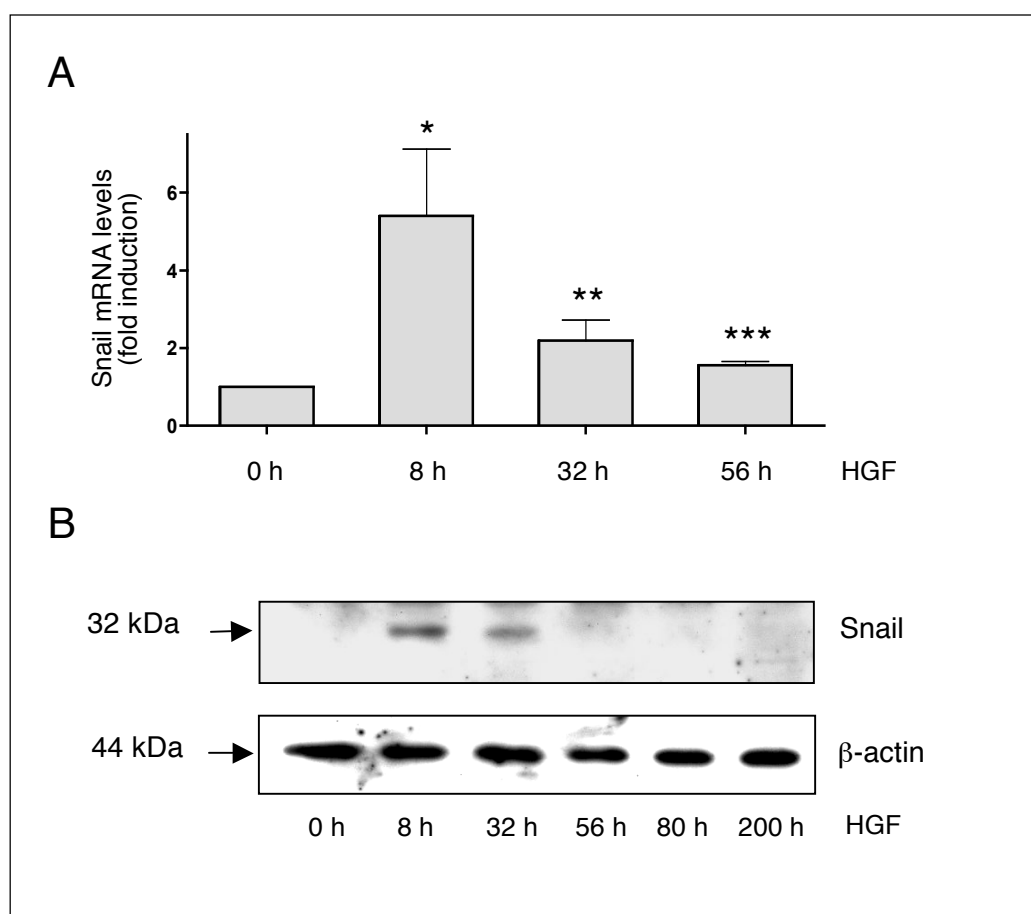 A
Snail mRNA levels
(fold induction)
6
4
2
0
*
**
***
0 h 8 h 32 h 56 h HGF
B
32 kDa Snail
44 kDa β-actin
0 h 8 h 32 h 56 h 80 h 200 h HGF